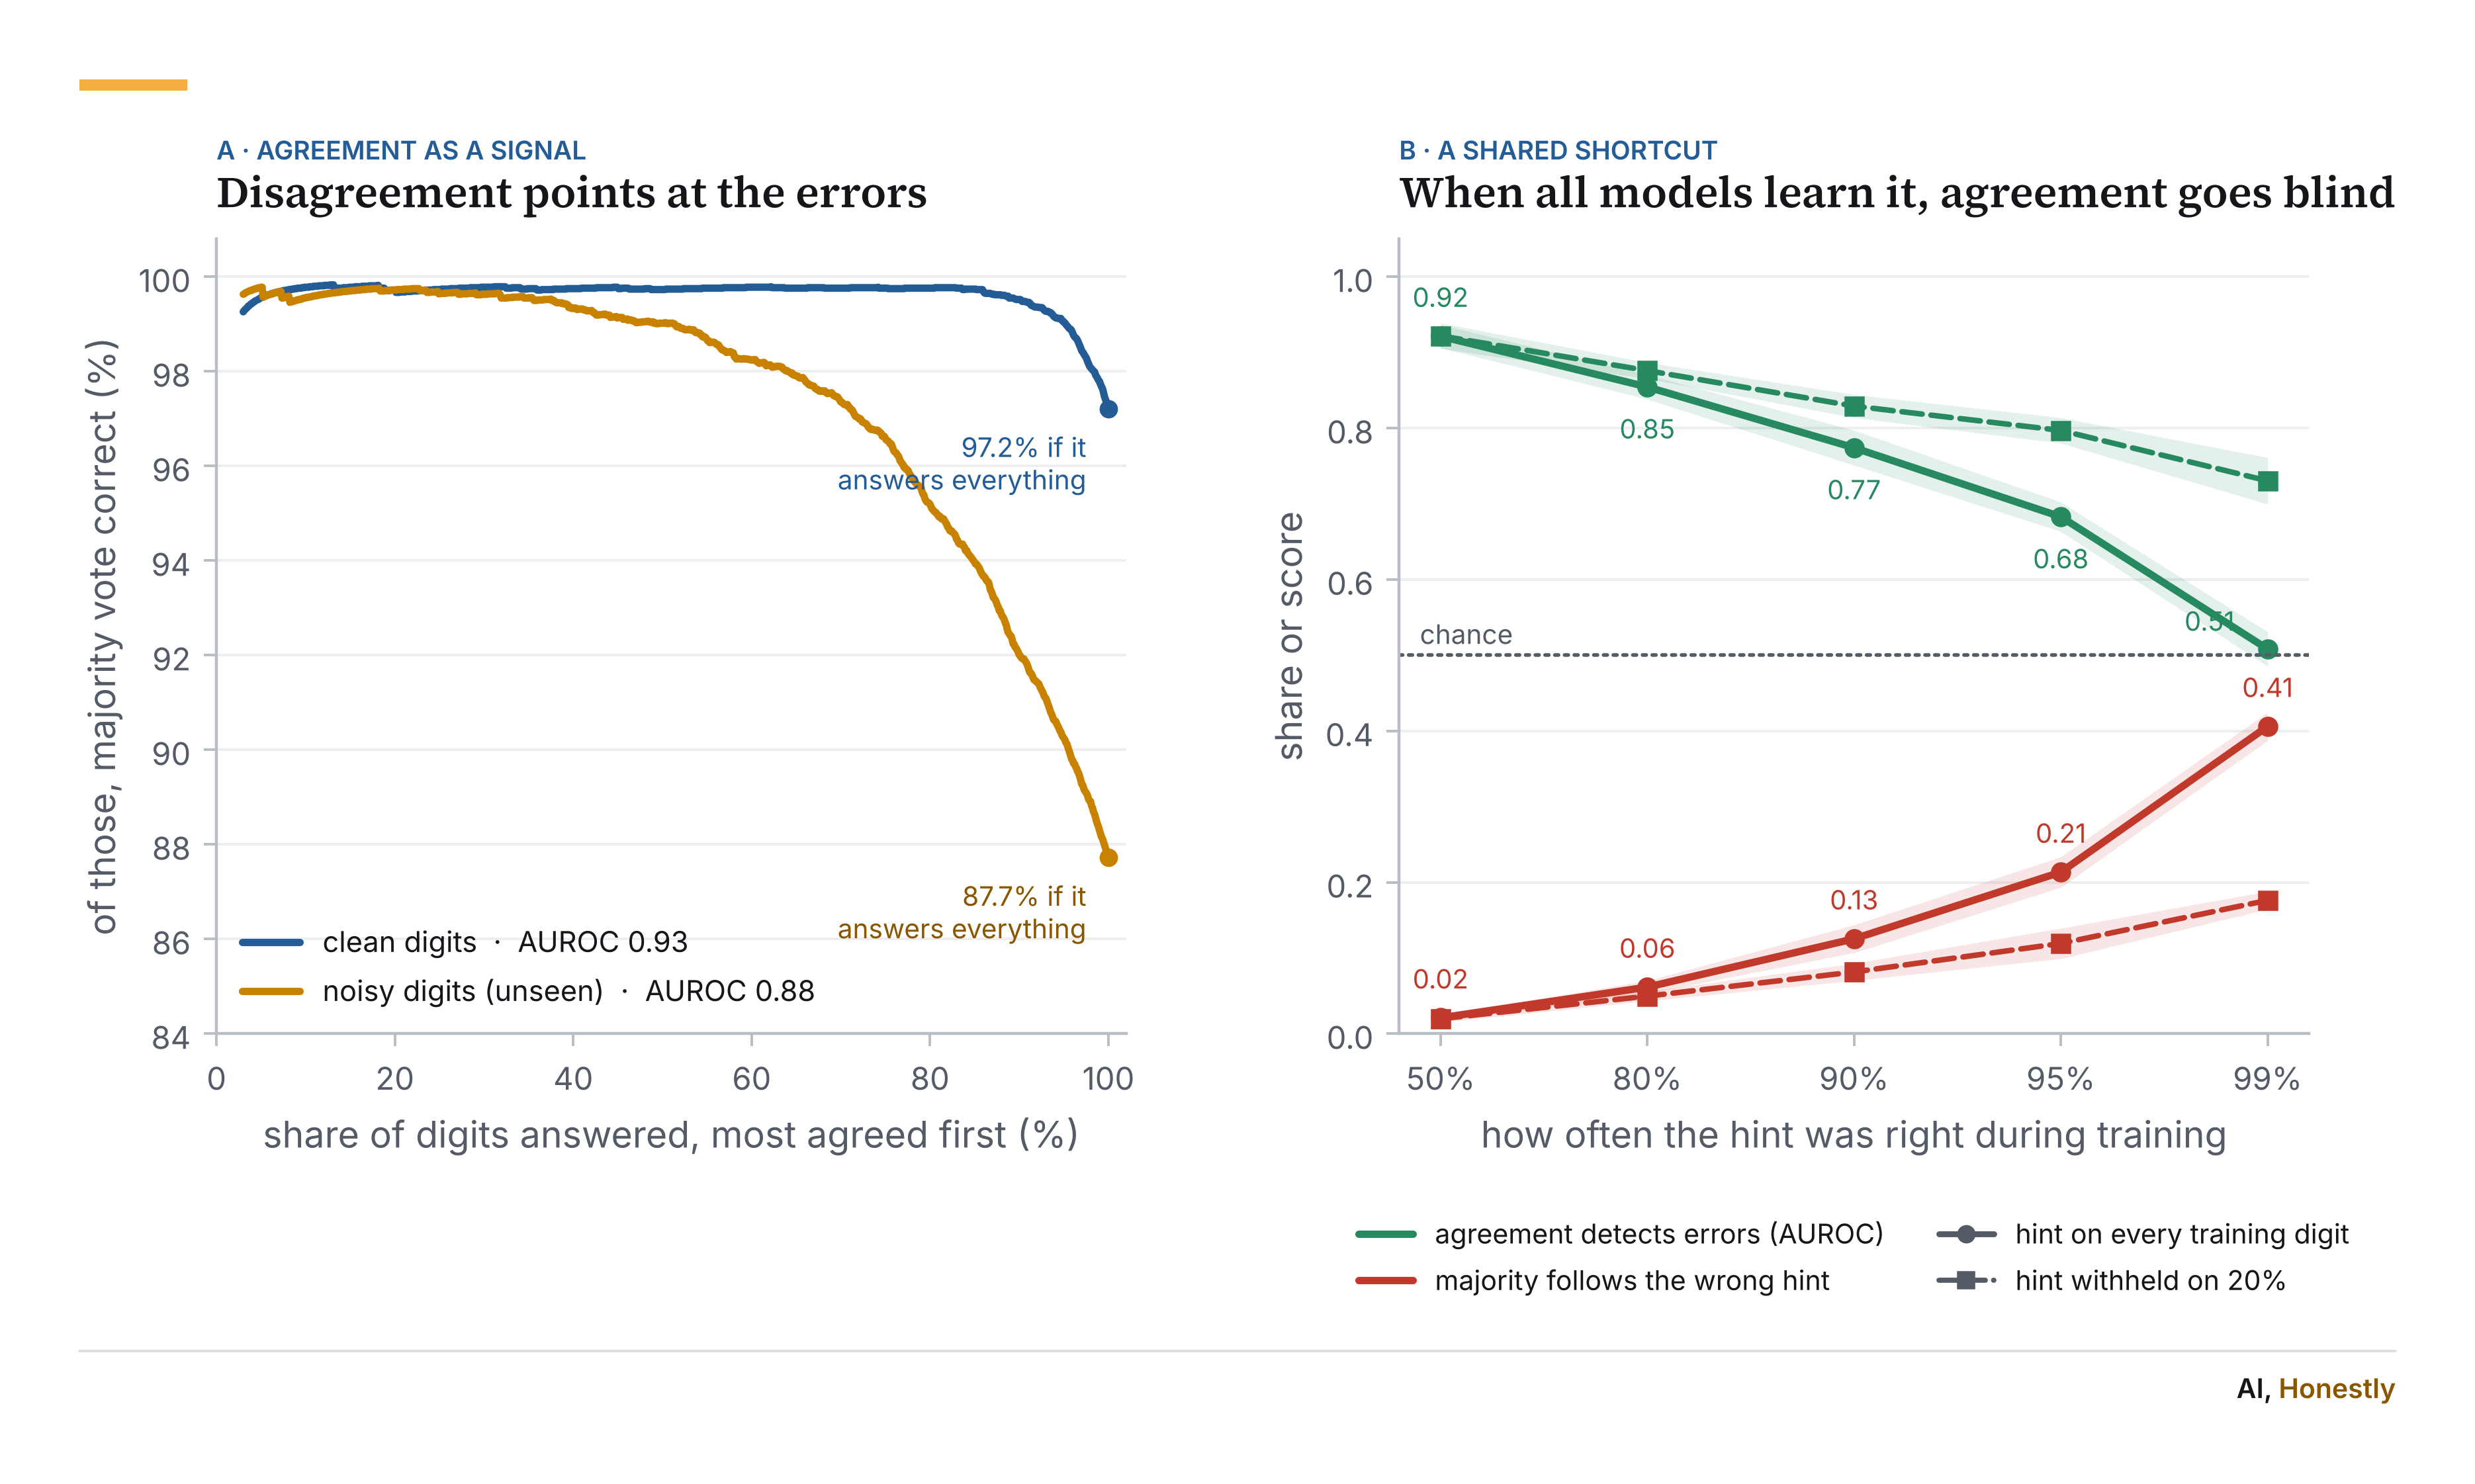 A · AGREEMENT AS A SIGNAL
Disagreement points at the errors
of those, majority vote correct (%)
100
98
96
94
92
90
88
86
84
97.2% if it
answers everything
87.7% if it
answers everything
clean digits · AUROC 0.93
noisy digits (unseen) · AUROC 0.88
0 20 40 60 80 100
share of digits answered, most agreed first (%)
B · A SHARED SHORTCUT
When all models learn it, agreement goes blind
share or score
1.0
0.8
0.6
0.4
0.2
0.0
0.92
0.85
0.77
0.68
0.51
chance
0.41
0.21
0.13
0.06
0.02
50% 80% 90% 95% 99%
how often the hint was right during training
agreement detects errors (AUROC)
majority follows the wrong hint
hint on every training digit
hint withheld on 20%
AI, Honestly